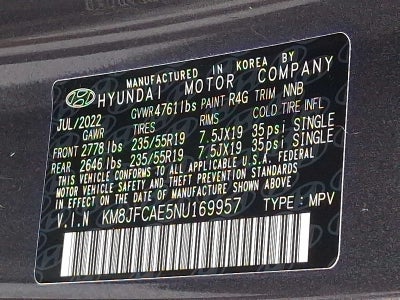 MANUFACTURED IN KOREA BY
HYUNDAI MOTOR COMPANY
JUL/2022 GVWR 4761lbs PAINT R4G TRIM NNB
GAWR TIRES RIMS COLD TIRE INFL
FRONT 2778lbs 235/55R19 7.5JX19 35psi SINGLE
REAR 2646lbs 235/55R19 7.5JX19 35psi SINGLE
THIS VEHICLE CONFORMS TO ALL APPLICABLE U.S.A. FEDERAL
MOTOR VEHICLE SAFETY AND THEFT PREVENTION STANDARDS
IN EFFECT ON THE DATE OF MANUFACTURE SHOWN ABOVE
V.I.N KM8JFCAE5NU169957 TYPE: MPV